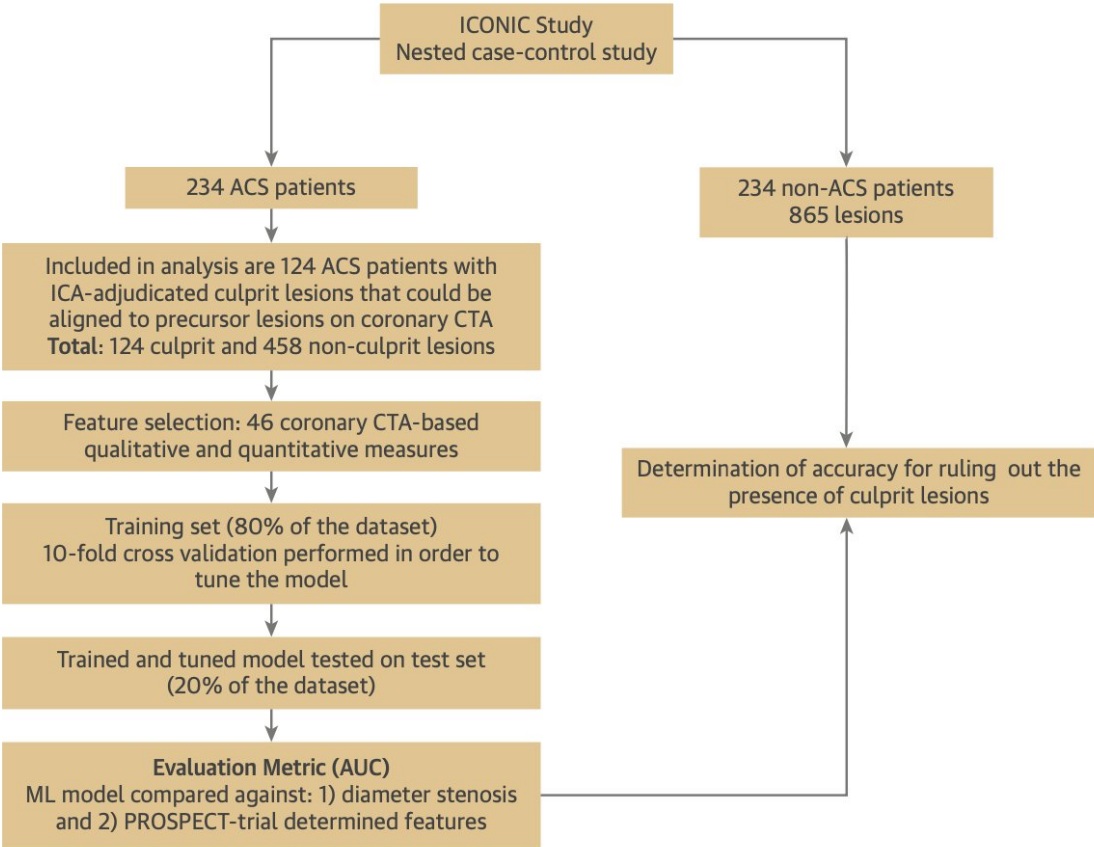 ICONIC Study
Nested case-control study
234 ACS patients
234 non-ACS patients
865 lesions
Included in analysis are 124 ACS patients with
ICA-adjudicated culprit lesions that could be
aligned to precursor lesions on coronary CTA
Total: 124 culprit and 458 non-culprit lesions
Feature selection: 46 coronary CTA-based
qualitative and quantitative measures
Determination of accuracy for ruling out the
presence of culprit lesions
Training set (80% of the dataset)
10-fold cross validation performed in order to
tune the model
Trained and tuned model tested on test set
(20% of the dataset)
Evaluation Metric (AUC)
ML model compared against: 1) diameter stenosis
and 2) PROSPECT-trial determined features